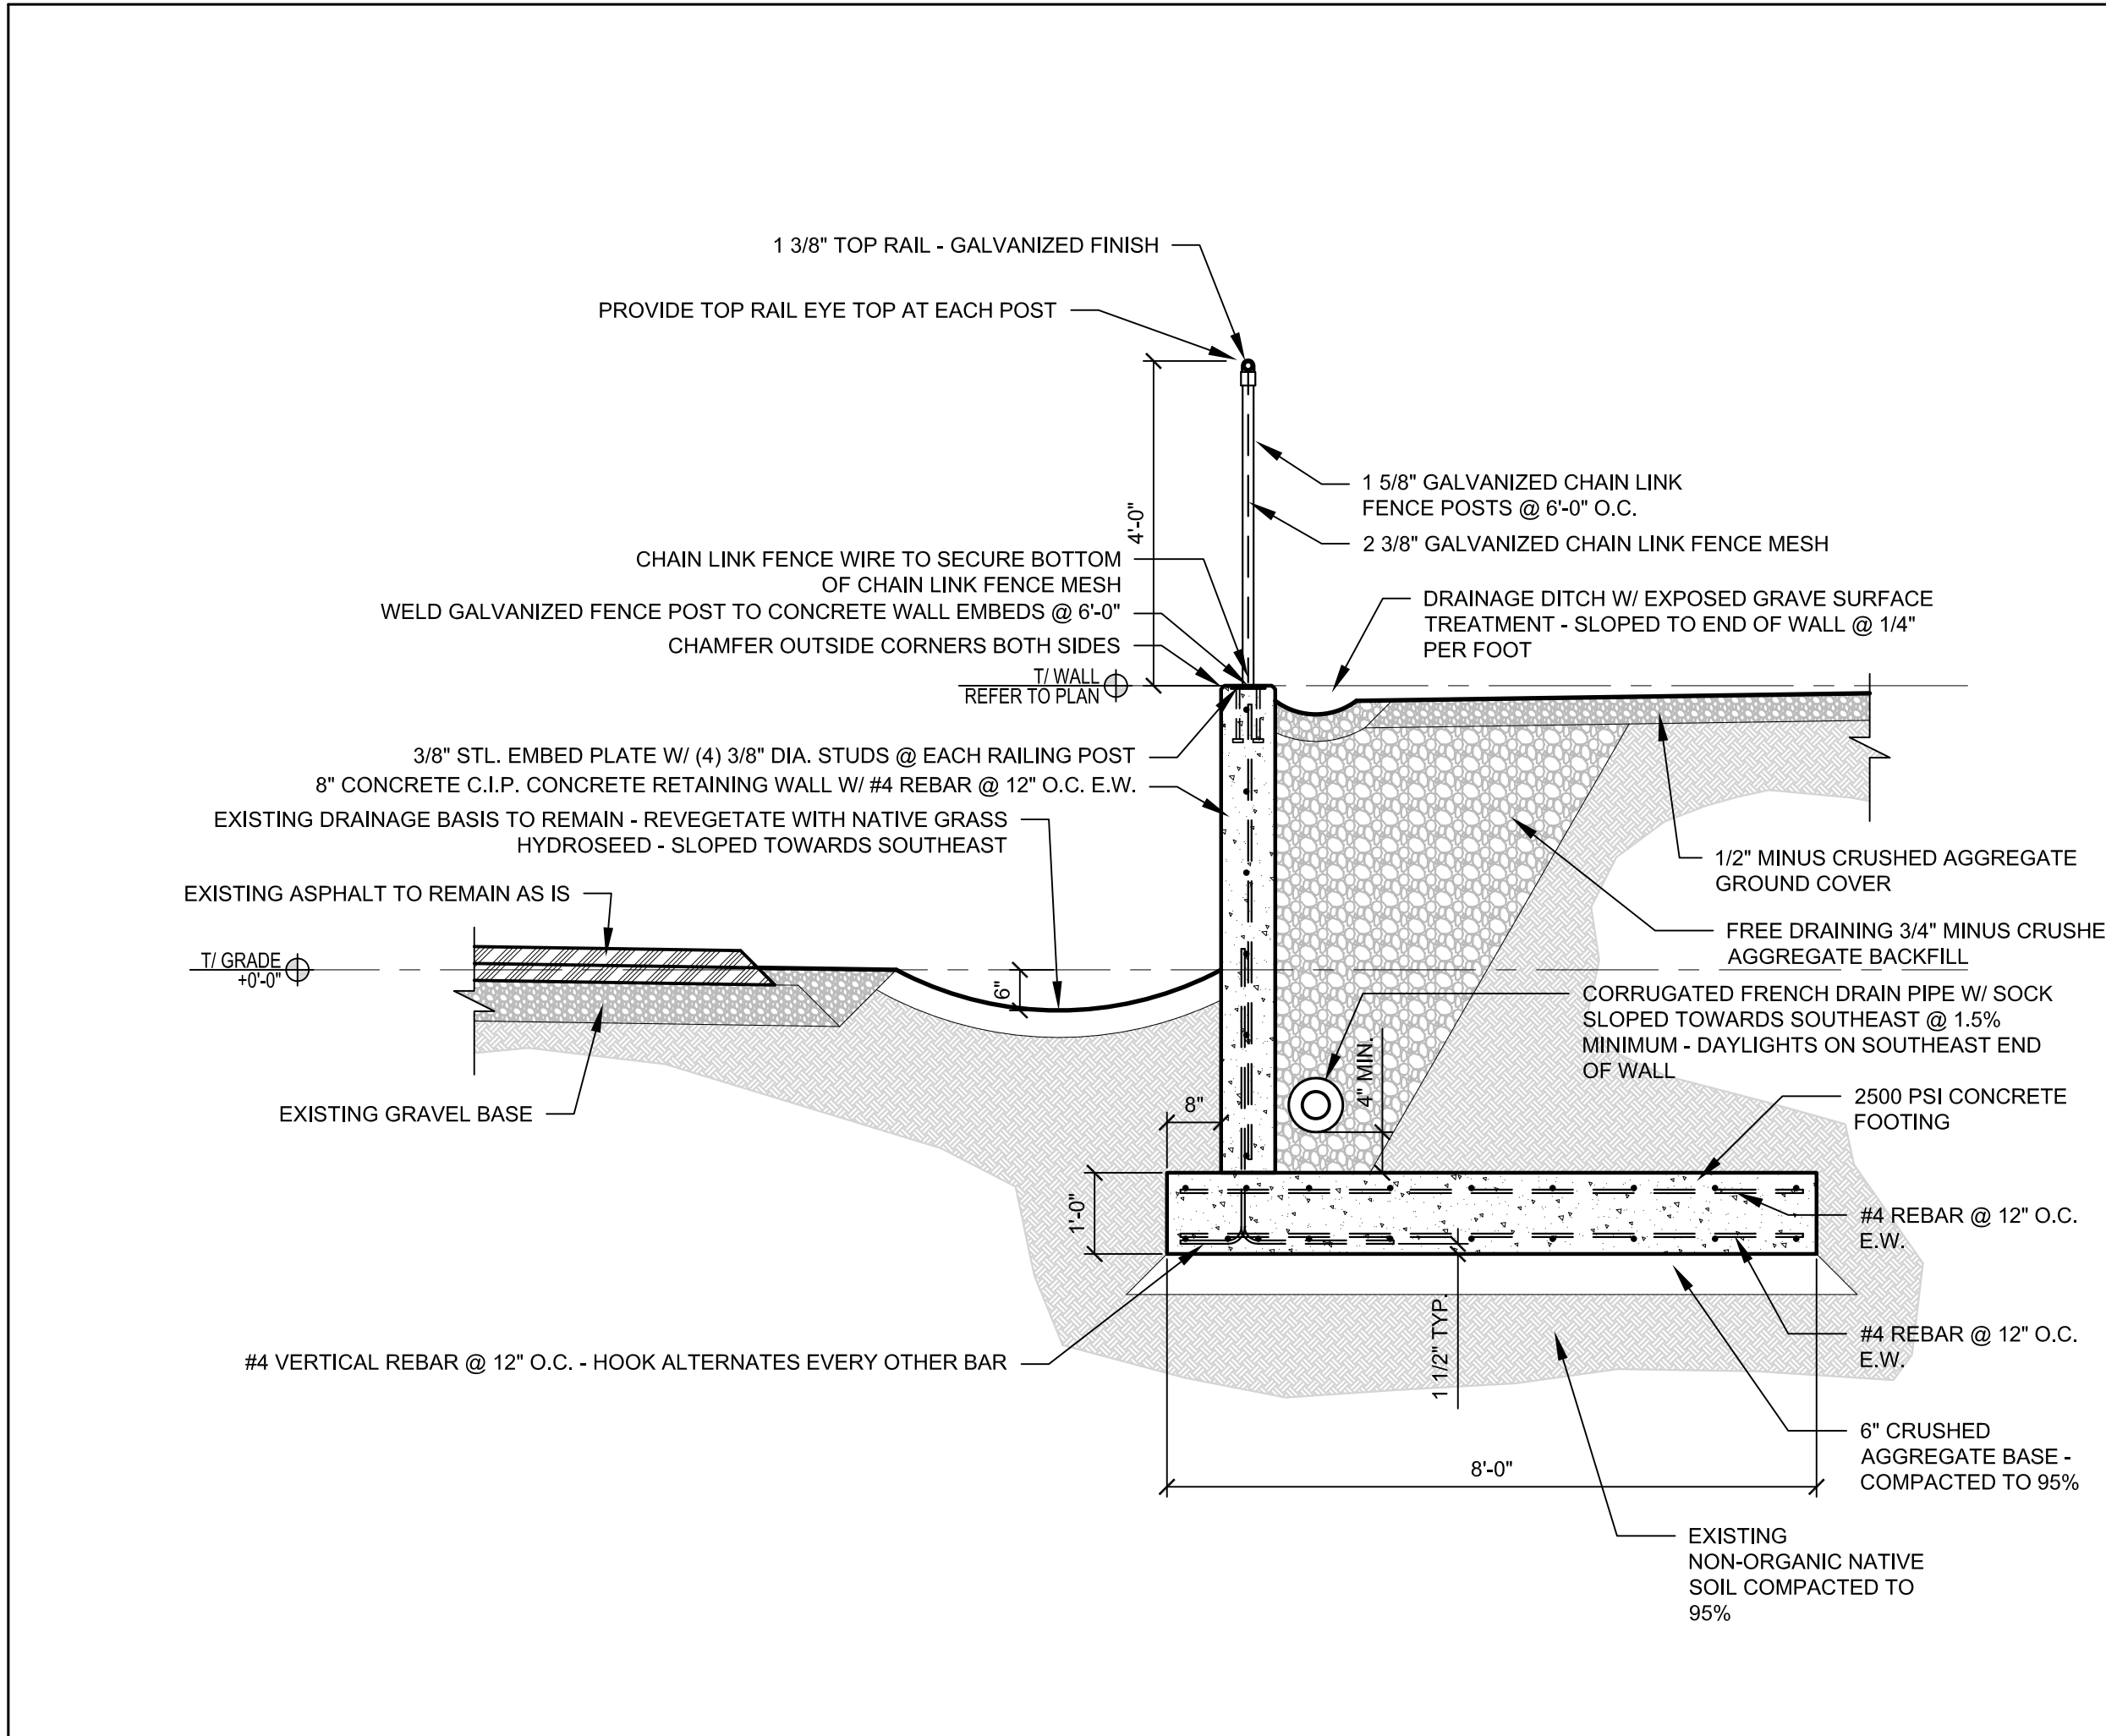 1 3/8" TOP RAIL - GALVANIZED FINISH
PROVIDE TOP RAIL EYE TOP AT EACH POST
4'-0"
1 5/8" GALVANIZED CHAIN LINK
FENCE POSTS @ 6'-0" O.C.
2 3/8" GALVANIZED CHAIN LINK FENCE MESH
CHAIN LINK FENCE WIRE TO SECURE BOTTOM
OF CHAIN LINK FENCE MESH
WELD GALVANIZED FENCE POST TO CONCRETE WALL EMBEDS @ 6'-0"
CHAMFER OUTSIDE CORNERS BOTH SIDES
T/ WALL
REFER TO PLAN
DRAINAGE DITCH W/ EXPOSED GRAVE SURFACE
TREATMENT - SLOPED TO END OF WALL @ 1/4"
PER FOOT
3/8" STL. EMBED PLATE W/ (4) 3/8" DIA. STUDS @ EACH RAILING POST
8" CONCRETE C.I.P. CONCRETE RETAINING WALL W/ #4 REBAR @ 12" O.C. E.W.
EXISTING DRAINAGE BASIS TO REMAIN - REVEGETATE WITH NATIVE GRASS
HYDROSEED - SLOPED TOWARDS SOUTHEAST
EXISTING ASPHALT TO REMAIN AS IS
T/ GRADE
+0'-0"
6"
EXISTING GRAVEL BASE
1/2" MINUS CRUSHED AGGREGATE
GROUND COVER
FREE DRAINING 3/4" MINUS CRUSHE
AGGREGATE BACKFILL
CORRUGATED FRENCH DRAIN PIPE W/ SOCK
SLOPED TOWARDS SOUTHEAST @ 1.5%
MINIMUM - DAYLIGHTS ON SOUTHEAST END
OF WALL
4" MIN.
8"
2500 PSI CONCRETE
FOOTING
1'-0"
#4 REBAR @ 12" O.C.
E.W.
#4 REBAR @ 12" O.C.
E.W.
1 1/2" TYP.
#4 VERTICAL REBAR @ 12" O.C. - HOOK ALTERNATES EVERY OTHER BAR
8'-0"
6" CRUSHED
AGGREGATE BASE -
COMPACTED TO 95%
EXISTING
NON-ORGANIC NATIVE
SOIL COMPACTED TO
95%